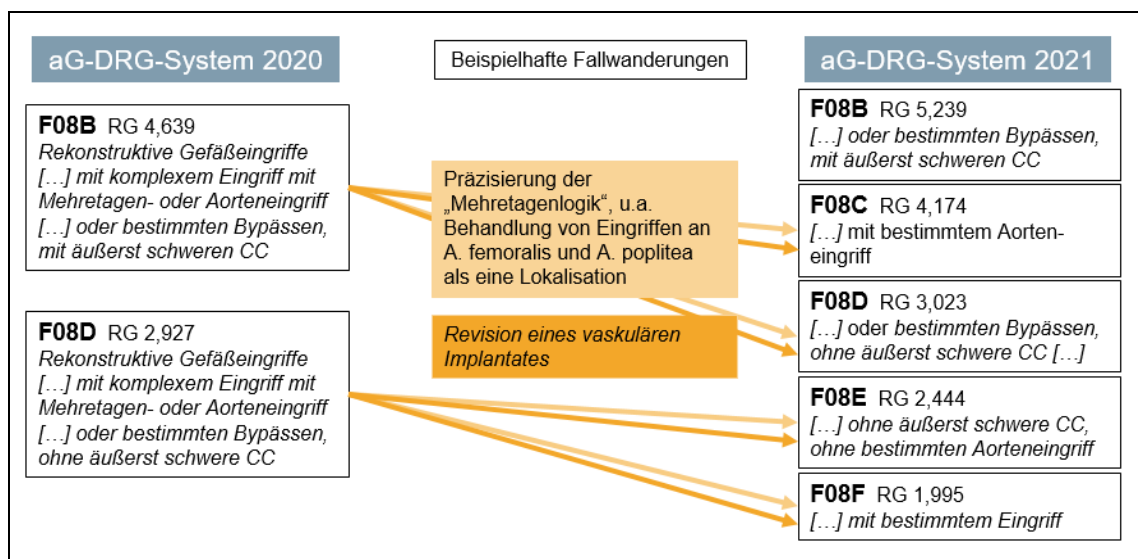 aG-DRG-System 2020
Beispielhafte Fallwanderungen
aG-DRG-System 2021
F08B RG 4,639
Rekonstruktive Gefäßeingriffe
[…] mit komplexem Eingriff mit
Mehretagen- oder Aorteneingriff
[…] oder bestimmten Bypässen,
mit äußerst schweren CC
F08D RG 2,927
Rekonstruktive Gefäßeingriffe
[…] mit komplexem Eingriff mit
Mehretagen- oder Aorteneingriff
[…] oder bestimmten Bypässen,
ohne äußerst schwere CC
Präzisierung der
„Mehretagenlogik“, u.a.
Behandlung von Eingriffen an
A. femoralis und A. poplitea
als eine Lokalisation
Revision eines vaskulären
Implantates
F08B RG 5,239
[…] oder bestimmten Bypässen,
mit äußerst schweren CC
F08C RG 4,174
[…] mit bestimmtem Aorten-
eingriff
F08D RG 3,023
[…] oder bestimmten Bypässen,
ohne äußerst schwere CC […]
F08E RG 2,444
[…] ohne äußerst schwere CC,
ohne bestimmten Aorteneingriff
F08F RG 1,995
[…] mit bestimmtem Eingriff